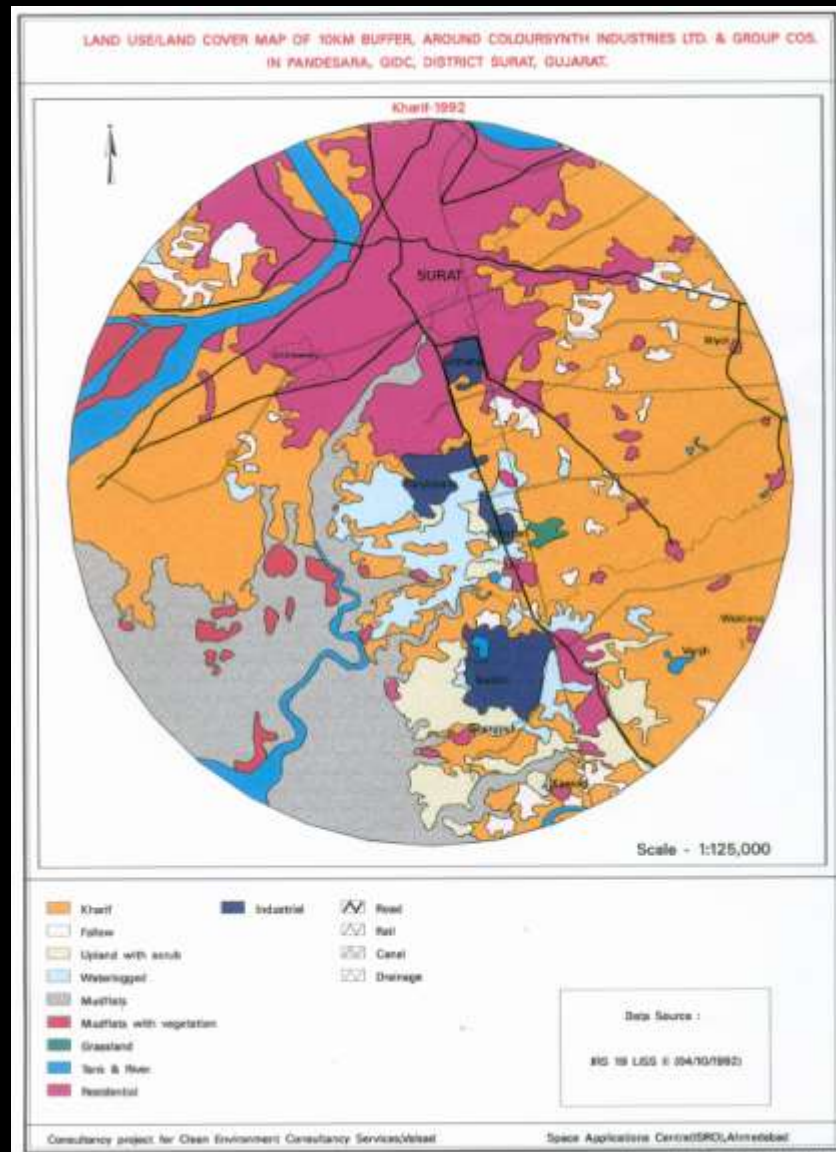 LAND USE/LAND COVER MAP OF 10KM BUFFER, AROUND COLOURSYNTH INDUSTRIES LTD. & GROUP COS.
IN PANDESARA, GIDC, DISTRICT SURAT, GUJARAT.
Kharif-1992
SURAT
Scale - 1:125,000
Kharif
Fallow
Upland with scrub
Waterlogged
Mudflats
Mudflats with vegetation
Grassland
Tank & River
Residential
Industrial
Road
Rail
Canal
Drainage
Data Source :
IRS 1B LISS II (04/10/1992)
Consultancy project for Clean Environment Consultancy Services,Valsad
Space Applications Centre(ISRO),Ahmedabad